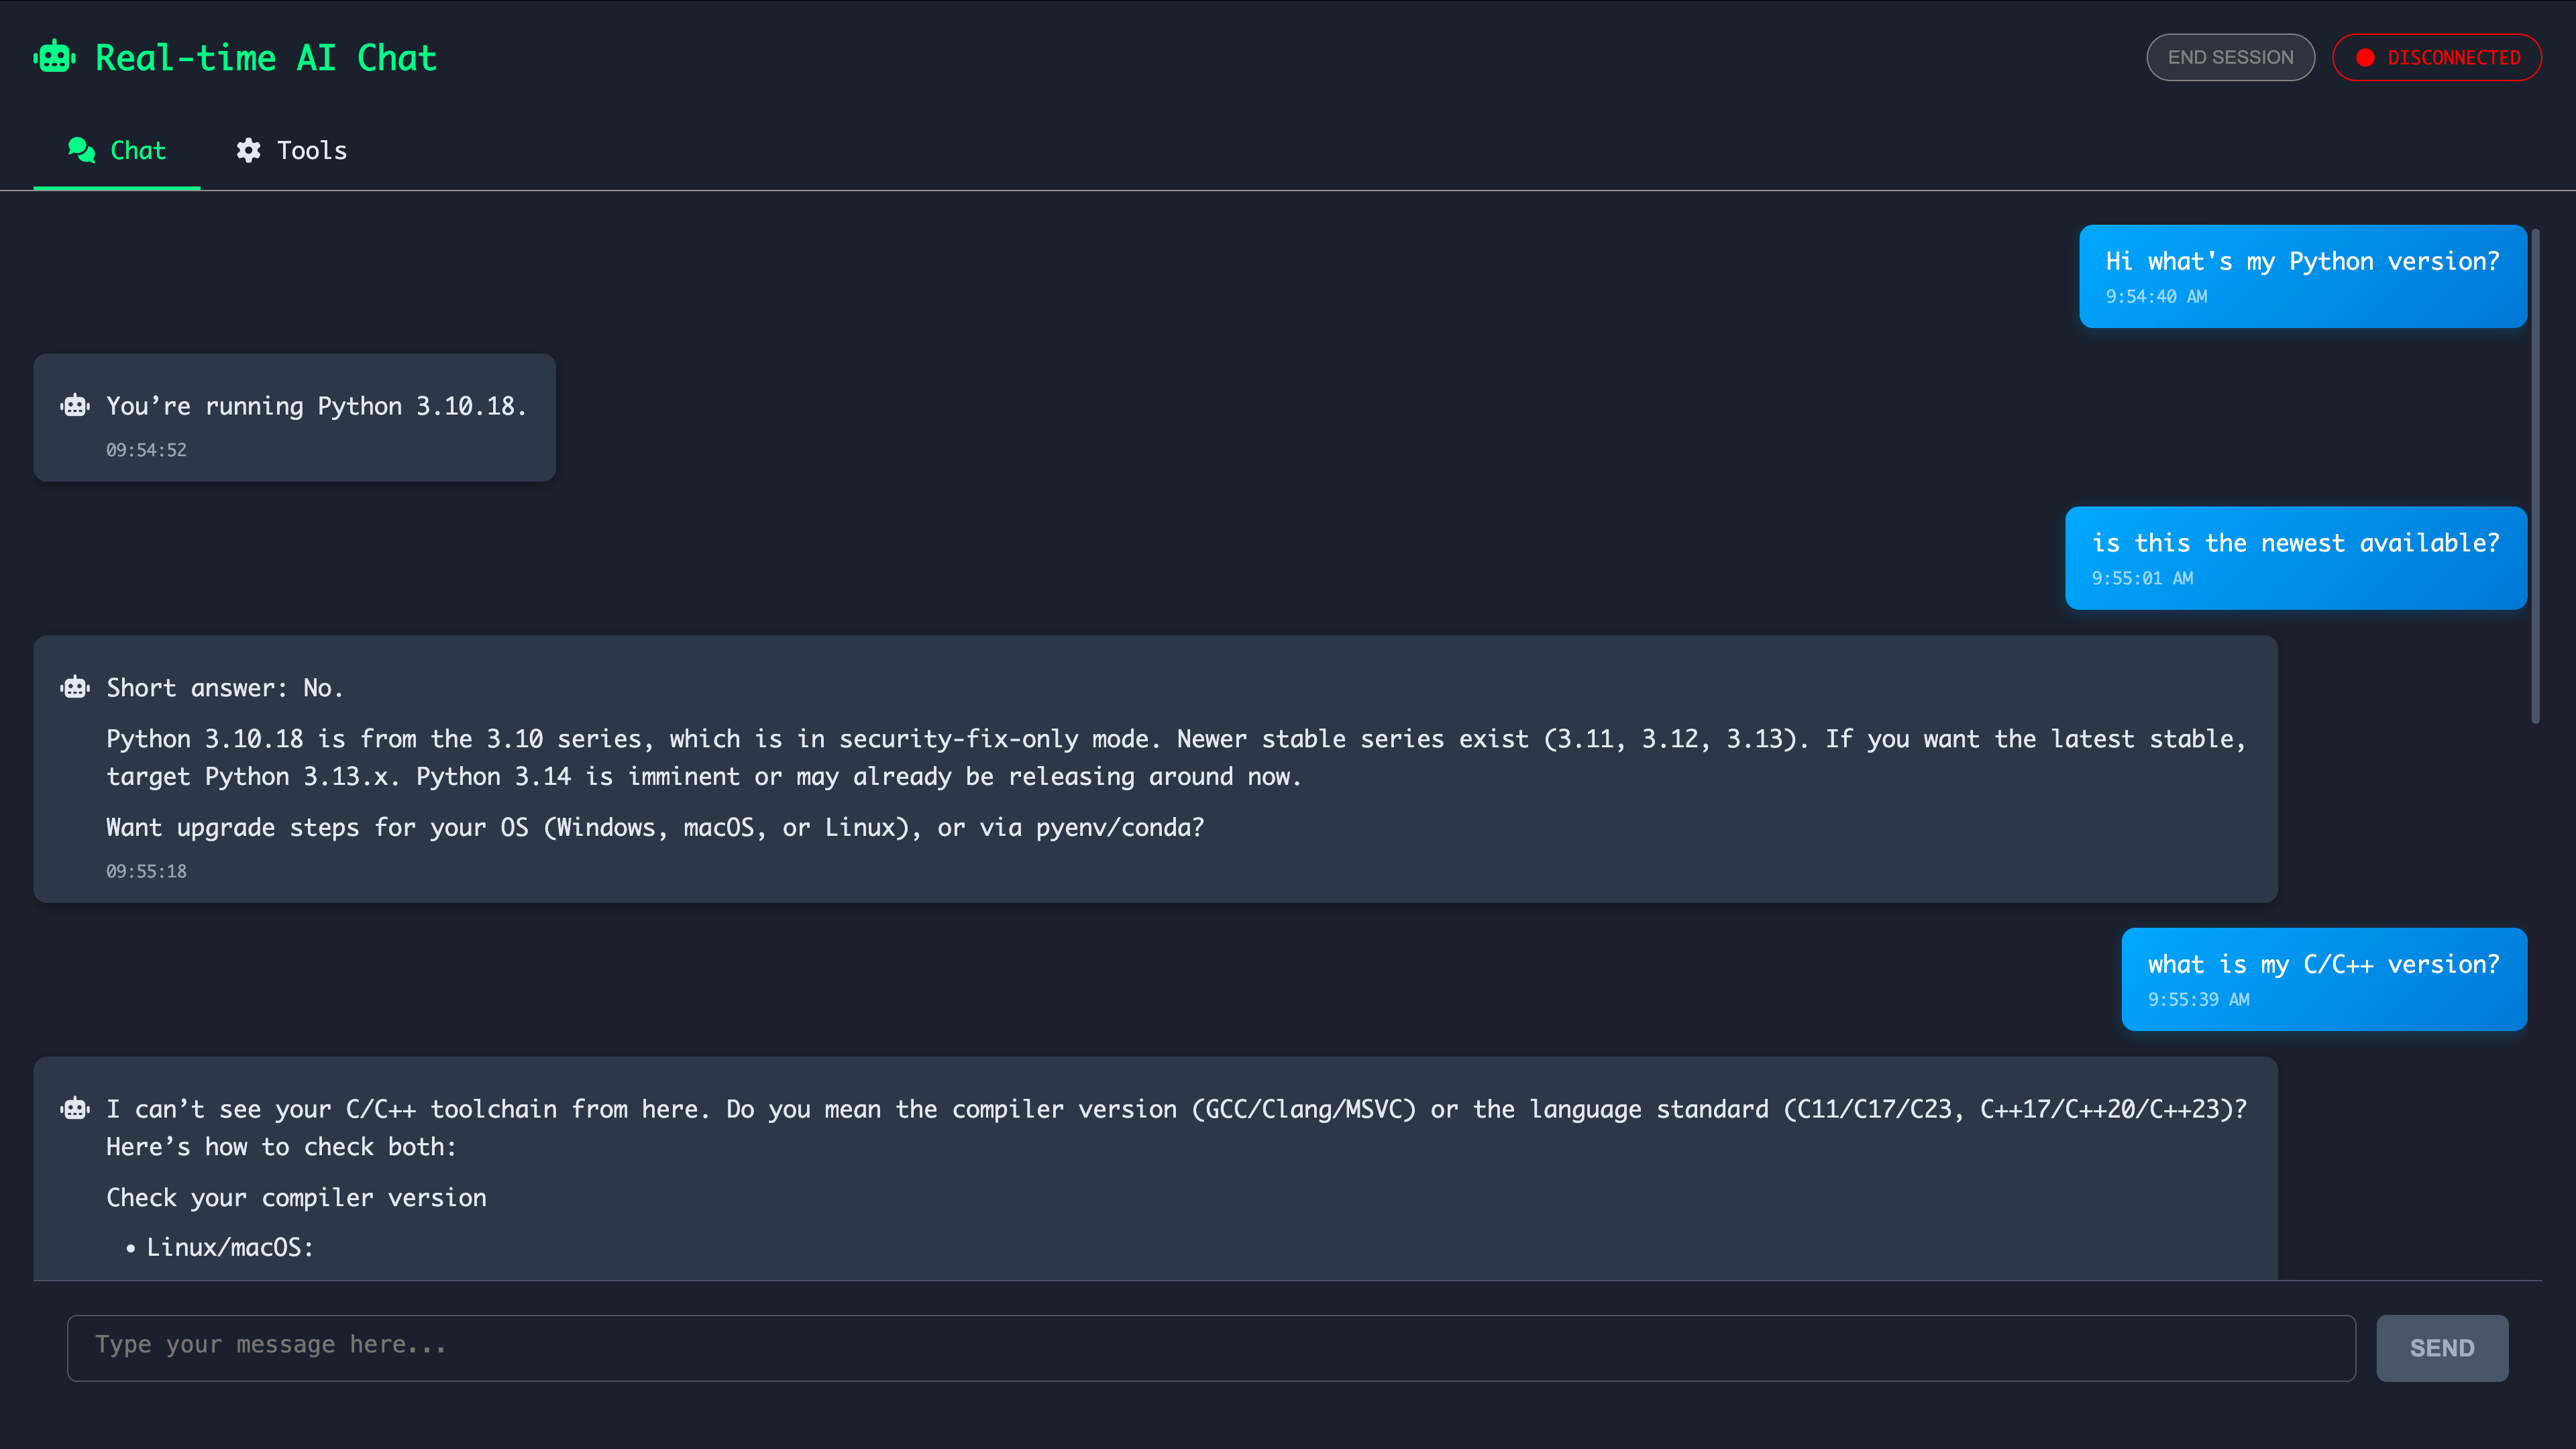 Real-time AI Chat
END SESSION
DISCONNECTED
Chat
Tools
Hi what's my Python version?
9:54:40 AM
You’re running Python 3.10.18.
09:54:52
is this the newest available?
9:55:01 AM
Short answer: No.
Python 3.10.18 is from the 3.10 series, which is in security-fix-only mode. Newer stable series exist (3.11, 3.12, 3.13). If you want the latest stable,
target Python 3.13.x. Python 3.14 is imminent or may already be releasing around now.
Want upgrade steps for your OS (Windows, macOS, or Linux), or via pyenv/conda?
09:55:18
what is my C/C++ version?
9:55:39 AM
I can’t see your C/C++ toolchain from here. Do you mean the compiler version (GCC/Clang/MSVC) or the language standard (C11/C17/C23, C++17/C++20/C++23)?
Here’s how to check both:
Check your compiler version
• Linux/macOS:
Type your message here...
SEND